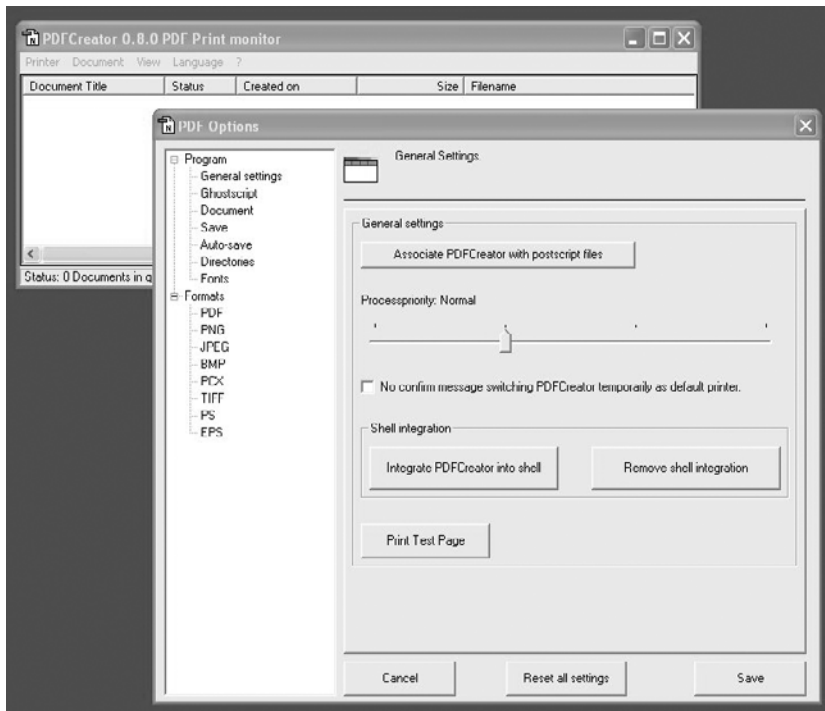 PDFCreator 0.8.0 PDF Print monitor
Printer Document View Language ?
Document Title Status Created on Size Filename
Status: 0 Documents in q
PDF Options
Program
General settings
Ghostscript
Document
Save
Auto-save
Directories
Fonts
Formats
PDF
PNG
JPEG
BMP
PCX
TIFF
PS
EPS
General Settings
General settings
Associate PDFCreator with postscript files
Processpriority: Normal
No confirm message switching PDFCreator temporarily as default printer.
Shell integration
Integrate PDFCreator into shell Remove shell integration
Print Test Page
Cancel Reset all settings Save